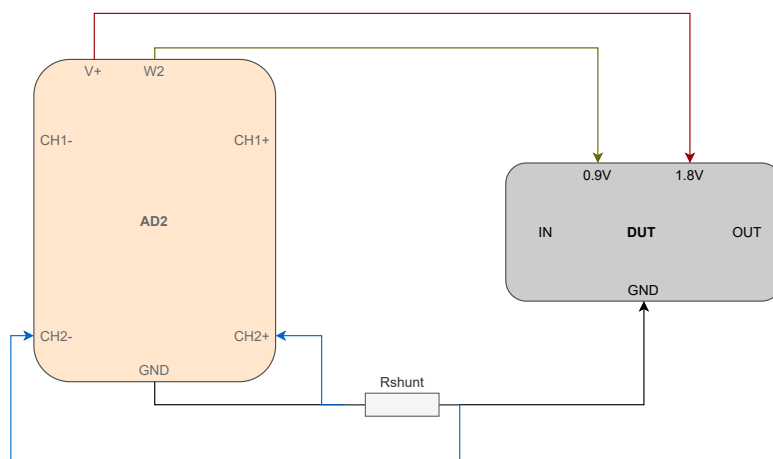 V+ W2
CH1- CH1+
0.9V 1.8V
AD2
IN DUT OUT
GND
CH2- CH2+
GND
Rshunt